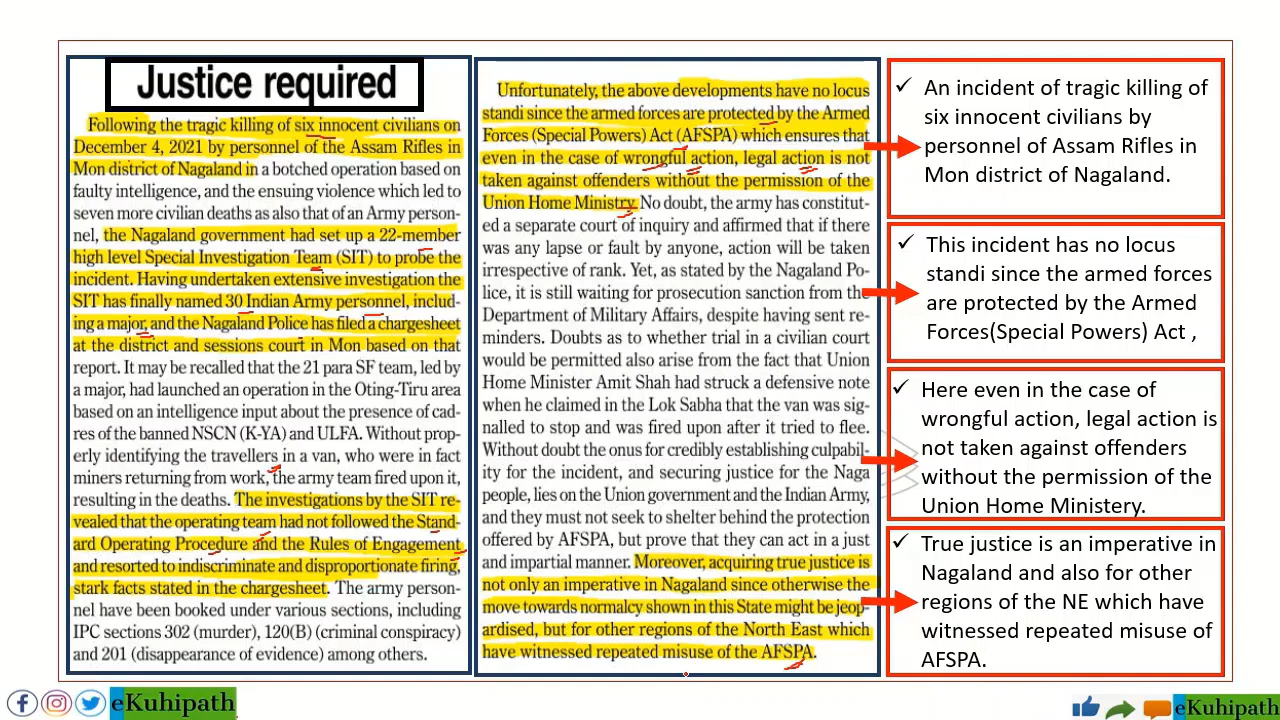 Justice required
Following the tragic killing of six innocent civilians on
December 4, 2021 by personnel of the Assam Rifles in
Mon district of Nagaland in a botched operation based on
faulty intelligence, and the ensuing violence which led to
seven more civilian deaths as also that of an Army person-
nel, the Nagaland government had set up a 22-member
high level Special Investigation Team (SIT) to probe the
incident. Having undertaken extensive investigation the
SIT has finally named 30 Indian Army personnel, includ-
ing a major, and the Nagaland Police has filed a chargesheet
at the district and sessions court in Mon based on that
report. It may be recalled that the 21 para SF team, led by
a major, had launched an operation in the Oting-Tiru area
based on an intelligence input about the presence of cad-
res of the banned NSCN (K-YA) and ULFA. Without prop-
erly identifying the travellers in a van, who were in fact
miners returning from work, the army team fired upon it,
resulting in the deaths. The investigations by the SIT re-
vealed that the operating team had not followed the Stand-
ard Operating Procedure and the Rules of Engagement
and resorted to indiscriminate and disproportionate firing,
stark facts stated in the chargesheet. The army person-
nel have been booked under various sections, including
IPC sections 302 (murder), 120(B) (criminal conspiracy)
and 201 (disappearance of evidence) among others.
Unfortunately, the above developments have no locus
standi since the armed forces are protected by the Armed
Forces (Special Powers) Act (AFSPA) which ensures that
even in the case of wrongful action, legal action is not
taken against offenders without the permission of the
Union Home Ministry. No doubt, the army has constitut-
ed a separate court of inquiry and affirmed that if there
was any lapse or fault by anyone, action will be taken
irrespective of rank. Yet, as stated by the Nagaland Po-
lice, it is still waiting for prosecution sanction from the
Department of Military Affairs, despite having sent re-
minders. Doubts as to whether trial in a civilian court
would be permitted also arise from the fact that Union
Home Minister Amit Shah had struck a defensive note
when he claimed in the Lok Sabha that the van was sig-
nalled to stop and was fired upon after it tried to flee.
Without doubt the onus for credibly establishing culpabil-
ity for the incident, and securing justice for the Naga
people, lies on the Union government and the Indian Army,
and they must not seek to shelter behind the protection
offered by AFSPA, but prove that they can act in a just
and impartial manner. Moreover, acquiring true justice is
not only an imperative in Nagaland since otherwise the
move towards normalcy shown in this State might be jeop-
ardised, but for other regions of the North East which
have witnessed repeated misuse of the AFSPA.
✓ An incident of tragic killing of
six innocent civilians by
personnel of Assam Rifles in
Mon district of Nagaland.
✓ This incident has no locus
standi since the armed forces
are protected by the Armed
Forces(Special Powers) Act ,
✓ Here even in the case of
wrongful action, legal action is
not taken against offenders
without the permission of the
Union Home Ministery.
✓ True justice is an imperative in
Nagaland and also for other
regions of the NE which have
witnessed repeated misuse of
AFSPA.
eKuhipath
eKuhipath